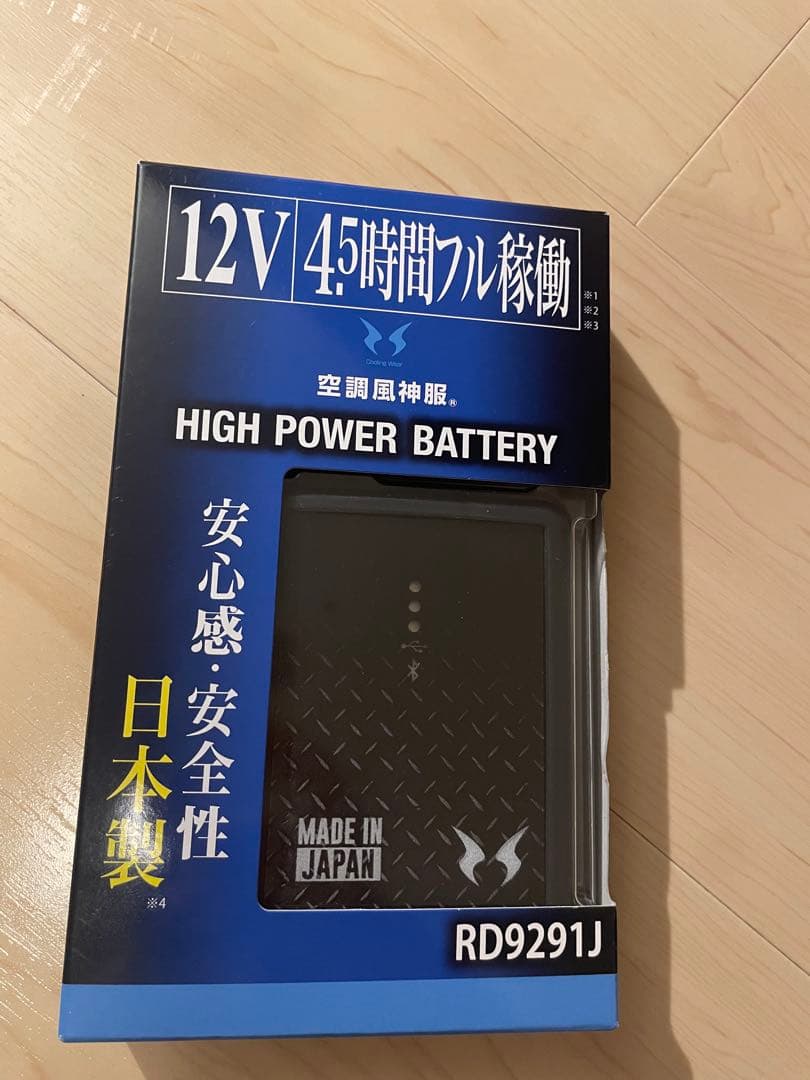 12V 4.5時間フル稼働
※1
※2
※3
Cooling Wear
空調風神服®
HIGH POWER BATTERY
安心感・安全性
日本製
※4
MADE IN
JAPAN
RD9291J